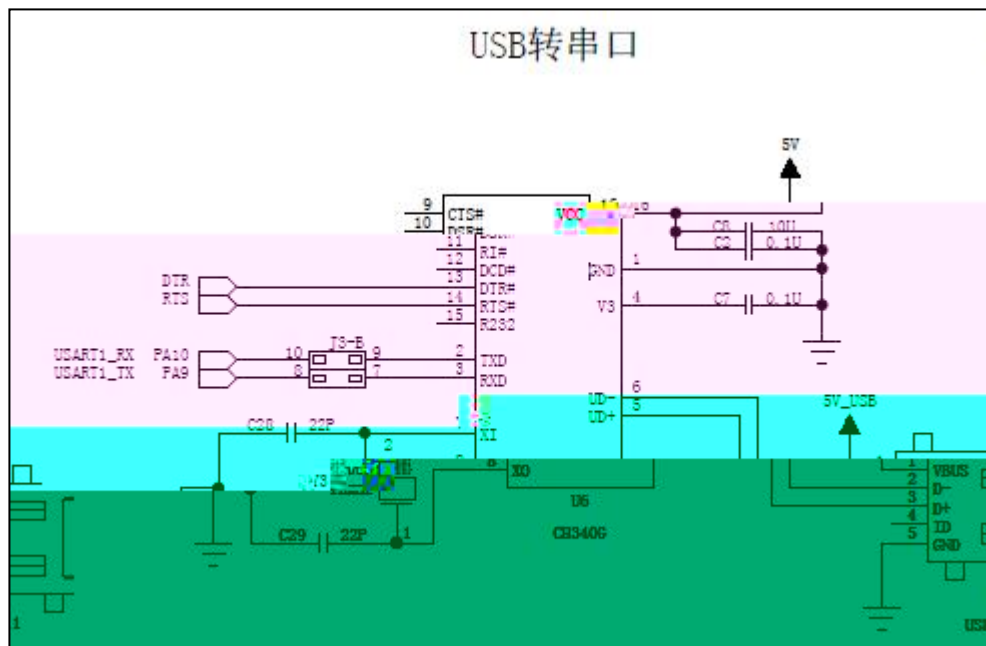 USB转串口
5V
9 CTS# VCC
10 DSR#
C8 10U
11 RI# C2 0.1U
12 DCD# GND 1
DTR 13 DTR#
RTS 14 RTS# V3 4 C7 0.1U
15 R232
J3-B
USART1_RX PA10 10 9 2 TXD
USART1_TX PA9 8 7 3 RXD
UD- 6
UD+ 5 5V_USB
C28 22P XI
2
8 XO 1 VBUS
U6 2 D-
3 D+
C29 22P 1 CH340G 4 ID
5 GND
1